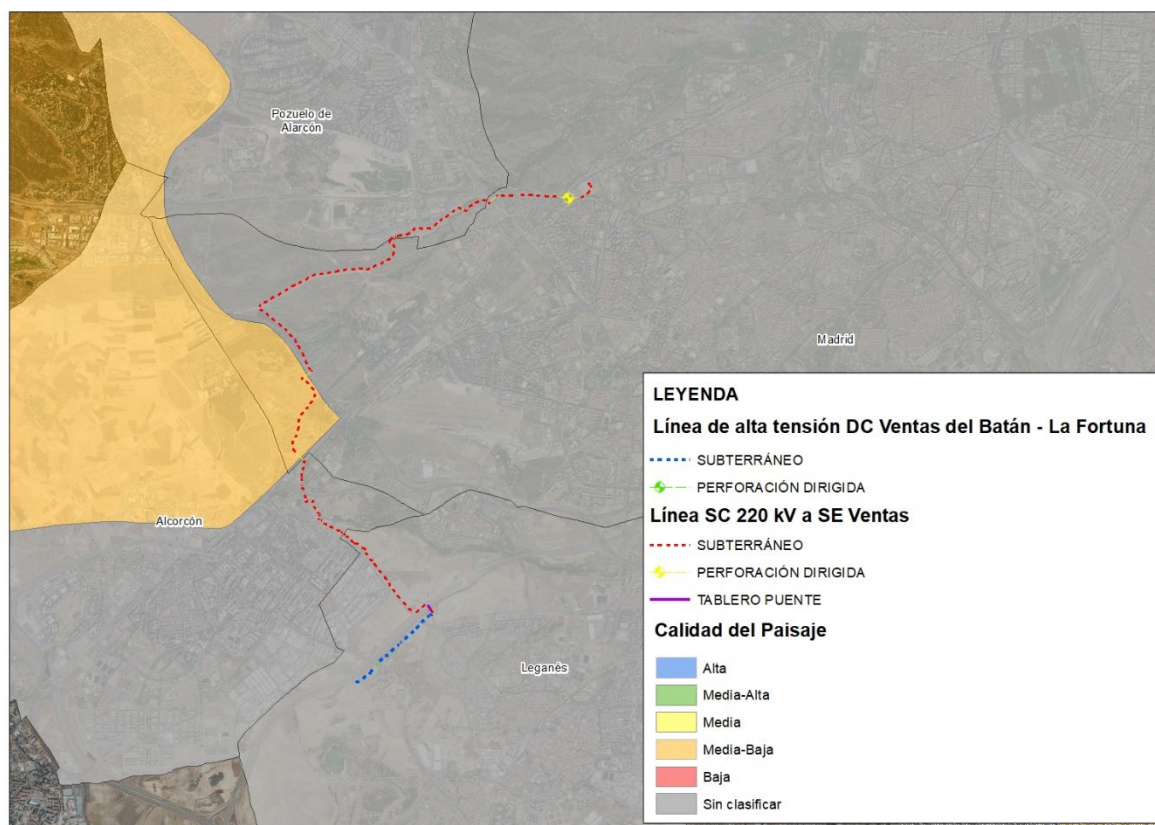 Pozuelo de
Alarcón
Madrid
Alcorcón
Leganés
LEYENDA
Línea de alta tensión DC Ventas del Batán - La Fortuna
SUBTERRÁNEO
PERFORACIÓN DIRIGIDA
Línea SC 220 kV a SE Ventas
SUBTERRÁNEO
PERFORACIÓN DIRIGIDA
TABLERO PUENTE
Calidad del Paisaje
Alta
Media-Alta
Media
Media-Baja
Baja
Sin clasificar